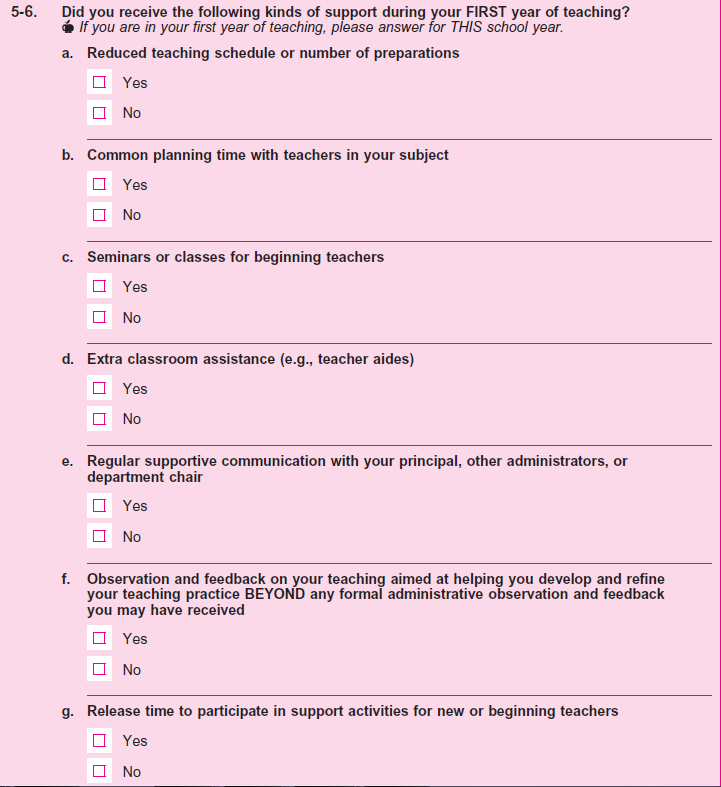 5-6. Did you receive the following kinds of support during your FIRST year of teaching?
If you are in your first year of teaching, please answer for THIS school year.
a. Reduced teaching schedule or number of preparations
Yes
No
b. Common planning time with teachers in your subject
Yes
No
c. Seminars or classes for beginning teachers
Yes
No
d. Extra classroom assistance (e.g., teacher aides)
Yes
No
e. Regular supportive communication with your principal, other administrators, or
department chair
Yes
No
f. Observation and feedback on your teaching aimed at helping you develop and refine
your teaching practice BEYOND any formal administrative observation and feedback
you may have received
Yes
No
g. Release time to participate in support activities for new or beginning teachers
Yes
No